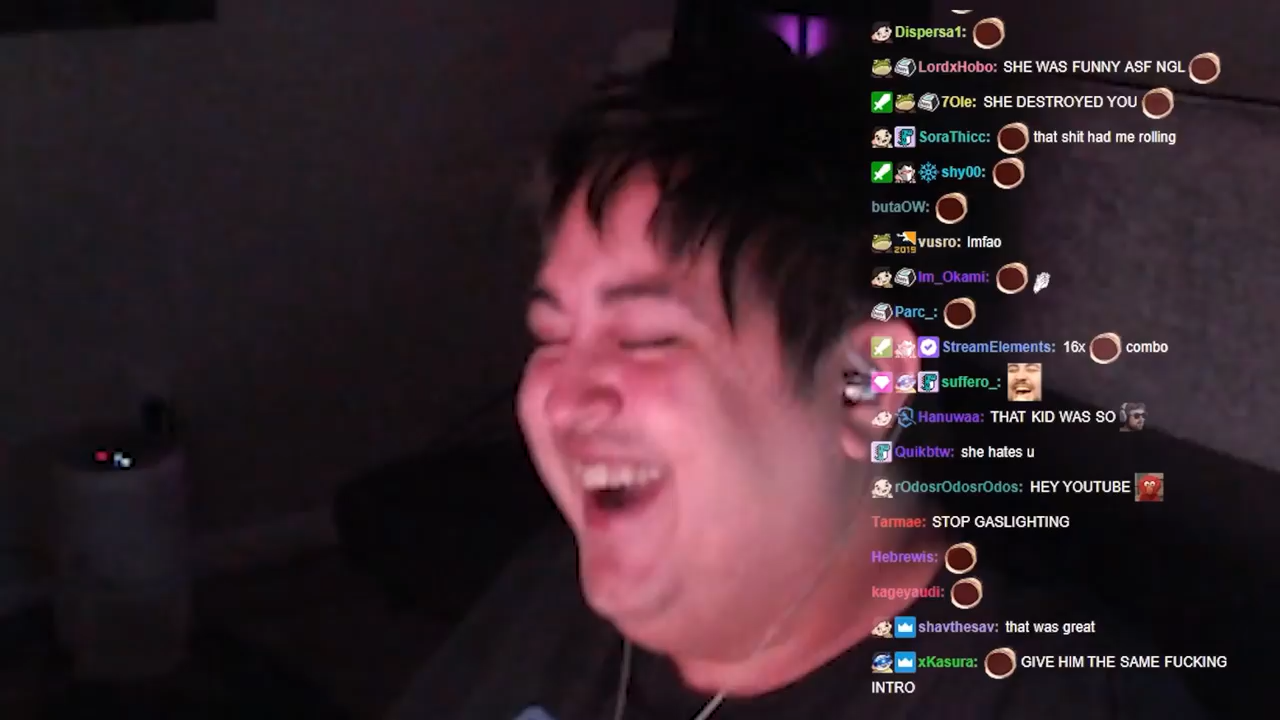 Dispersa1:
LordxHobo: SHE WAS FUNNY ASF NGL
7Ole: SHE DESTROYED YOU
SoraThicc: that shit had me rolling
shy00:
butaOW:
2019 vusro: lmfao
Im_Okami:
Parc_:
StreamElements: 16x combo
suffero_:
Hanuwaa: THAT KID WAS SO
Quikbtw: she hates u
rOdosrOdosrOdos: HEY YOUTUBE
Tarmae: STOP GASLIGHTING
Hebrewis:
kageyaudi:
shavthesav: that was great
xKasura: GIVE HIM THE SAME FUCKING
INTRO